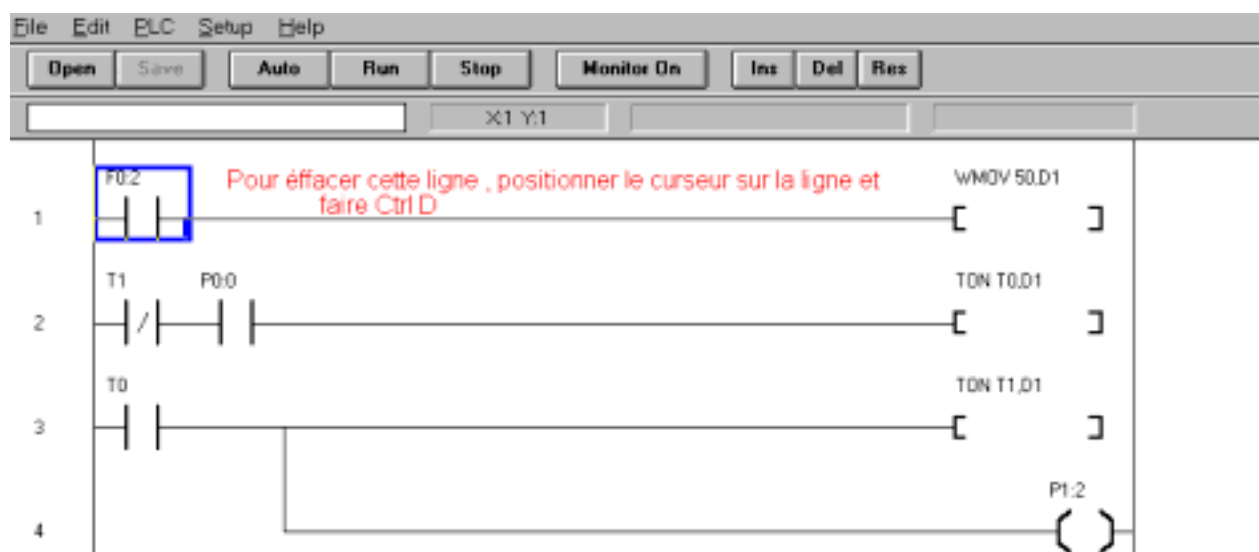 File Edit PLC Setup Help
Open Save Auto Run Stop Monitor On Ins Del Res
X:1 Y:1
F0:2 Pour éffacer cette ligne , positionner le curseur sur la ligne et WMOV 50,D1
faire Ctrl D
1
T1 P0:0 TON T0,D1
2
T0 TON T1,D1
3
P1:2
4